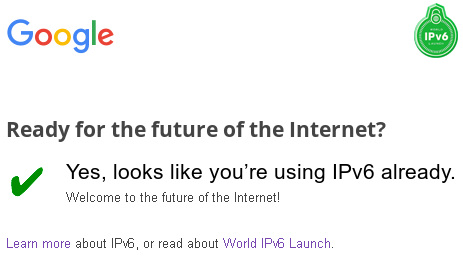 Google
IPv6
Ready for the future of the Internet?
Yes, looks like you're using IPv6 already.
Welcome to the future of the Internet!
Learn more about IPv6, or read about World IPv6 Launch.